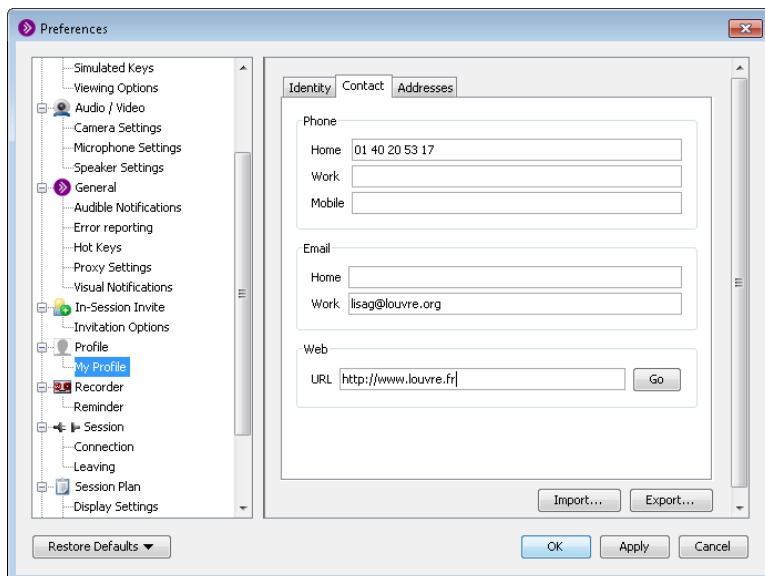 Preferences
Simulated Keys
Viewing Options
Audio / Video
Camera Settings
Microphone Settings
Speaker Settings
General
Audible Notifications
Error reporting
Hot Keys
Proxy Settings
Visual Notifications
In-Session Invite
Invitation Options
Profile
My Profile
Recorder
Reminder
Session
Connection
Leaving
Session Plan
Display Settings
Identity Contact Addresses
Phone
Home 01 40 20 53 17
Work
Mobile
Email
Home
Work lisag@louvre.org
Web
URL http://www.louvre.fr Go
Import... Export...
Restore Defaults OK Apply Cancel